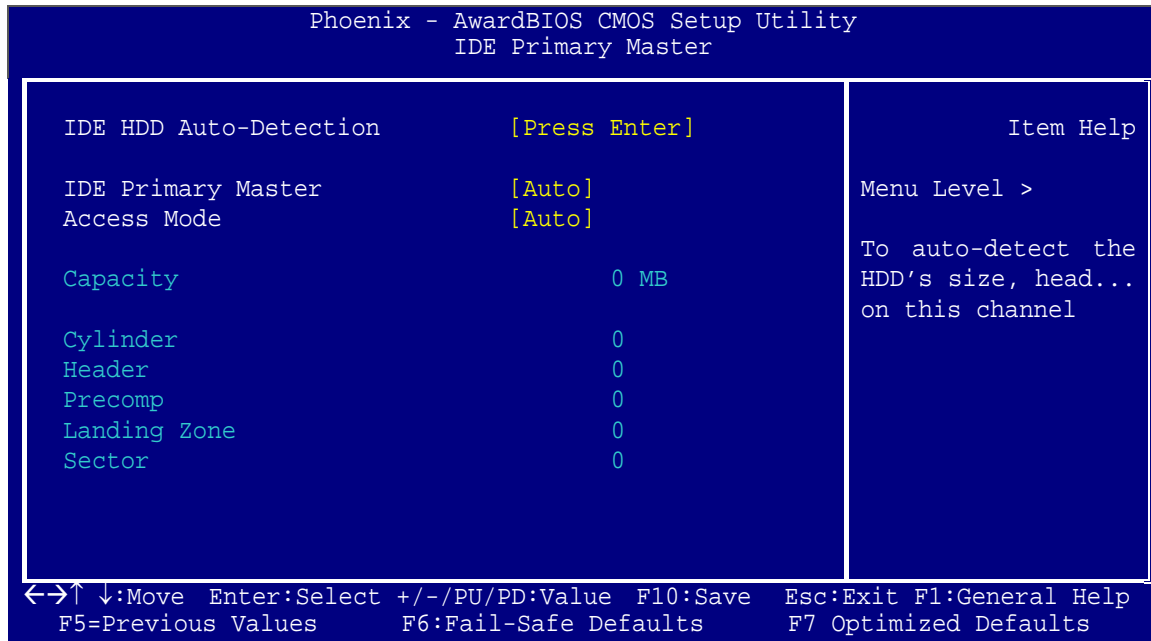 Phoenix - AwardBIOS CMOS Setup Utility
IDE Primary Master
IDE HDD Auto-Detection [Press Enter]
IDE Primary Master [Auto]
Access Mode [Auto]
Capacity 0 MB
Cylinder 0
Header 0
Precomp 0
Landing Zone 0
Sector 0
Item Help
Menu Level >
To auto-detect the
HDD's size, head...
on this channel
←→↑ ↓:Move Enter:Select +/-/PU/PD:Value F10:Save Esc:Exit F1:General Help
F5=Previous Values F6:Fail-Safe Defaults F7 Optimized Defaults